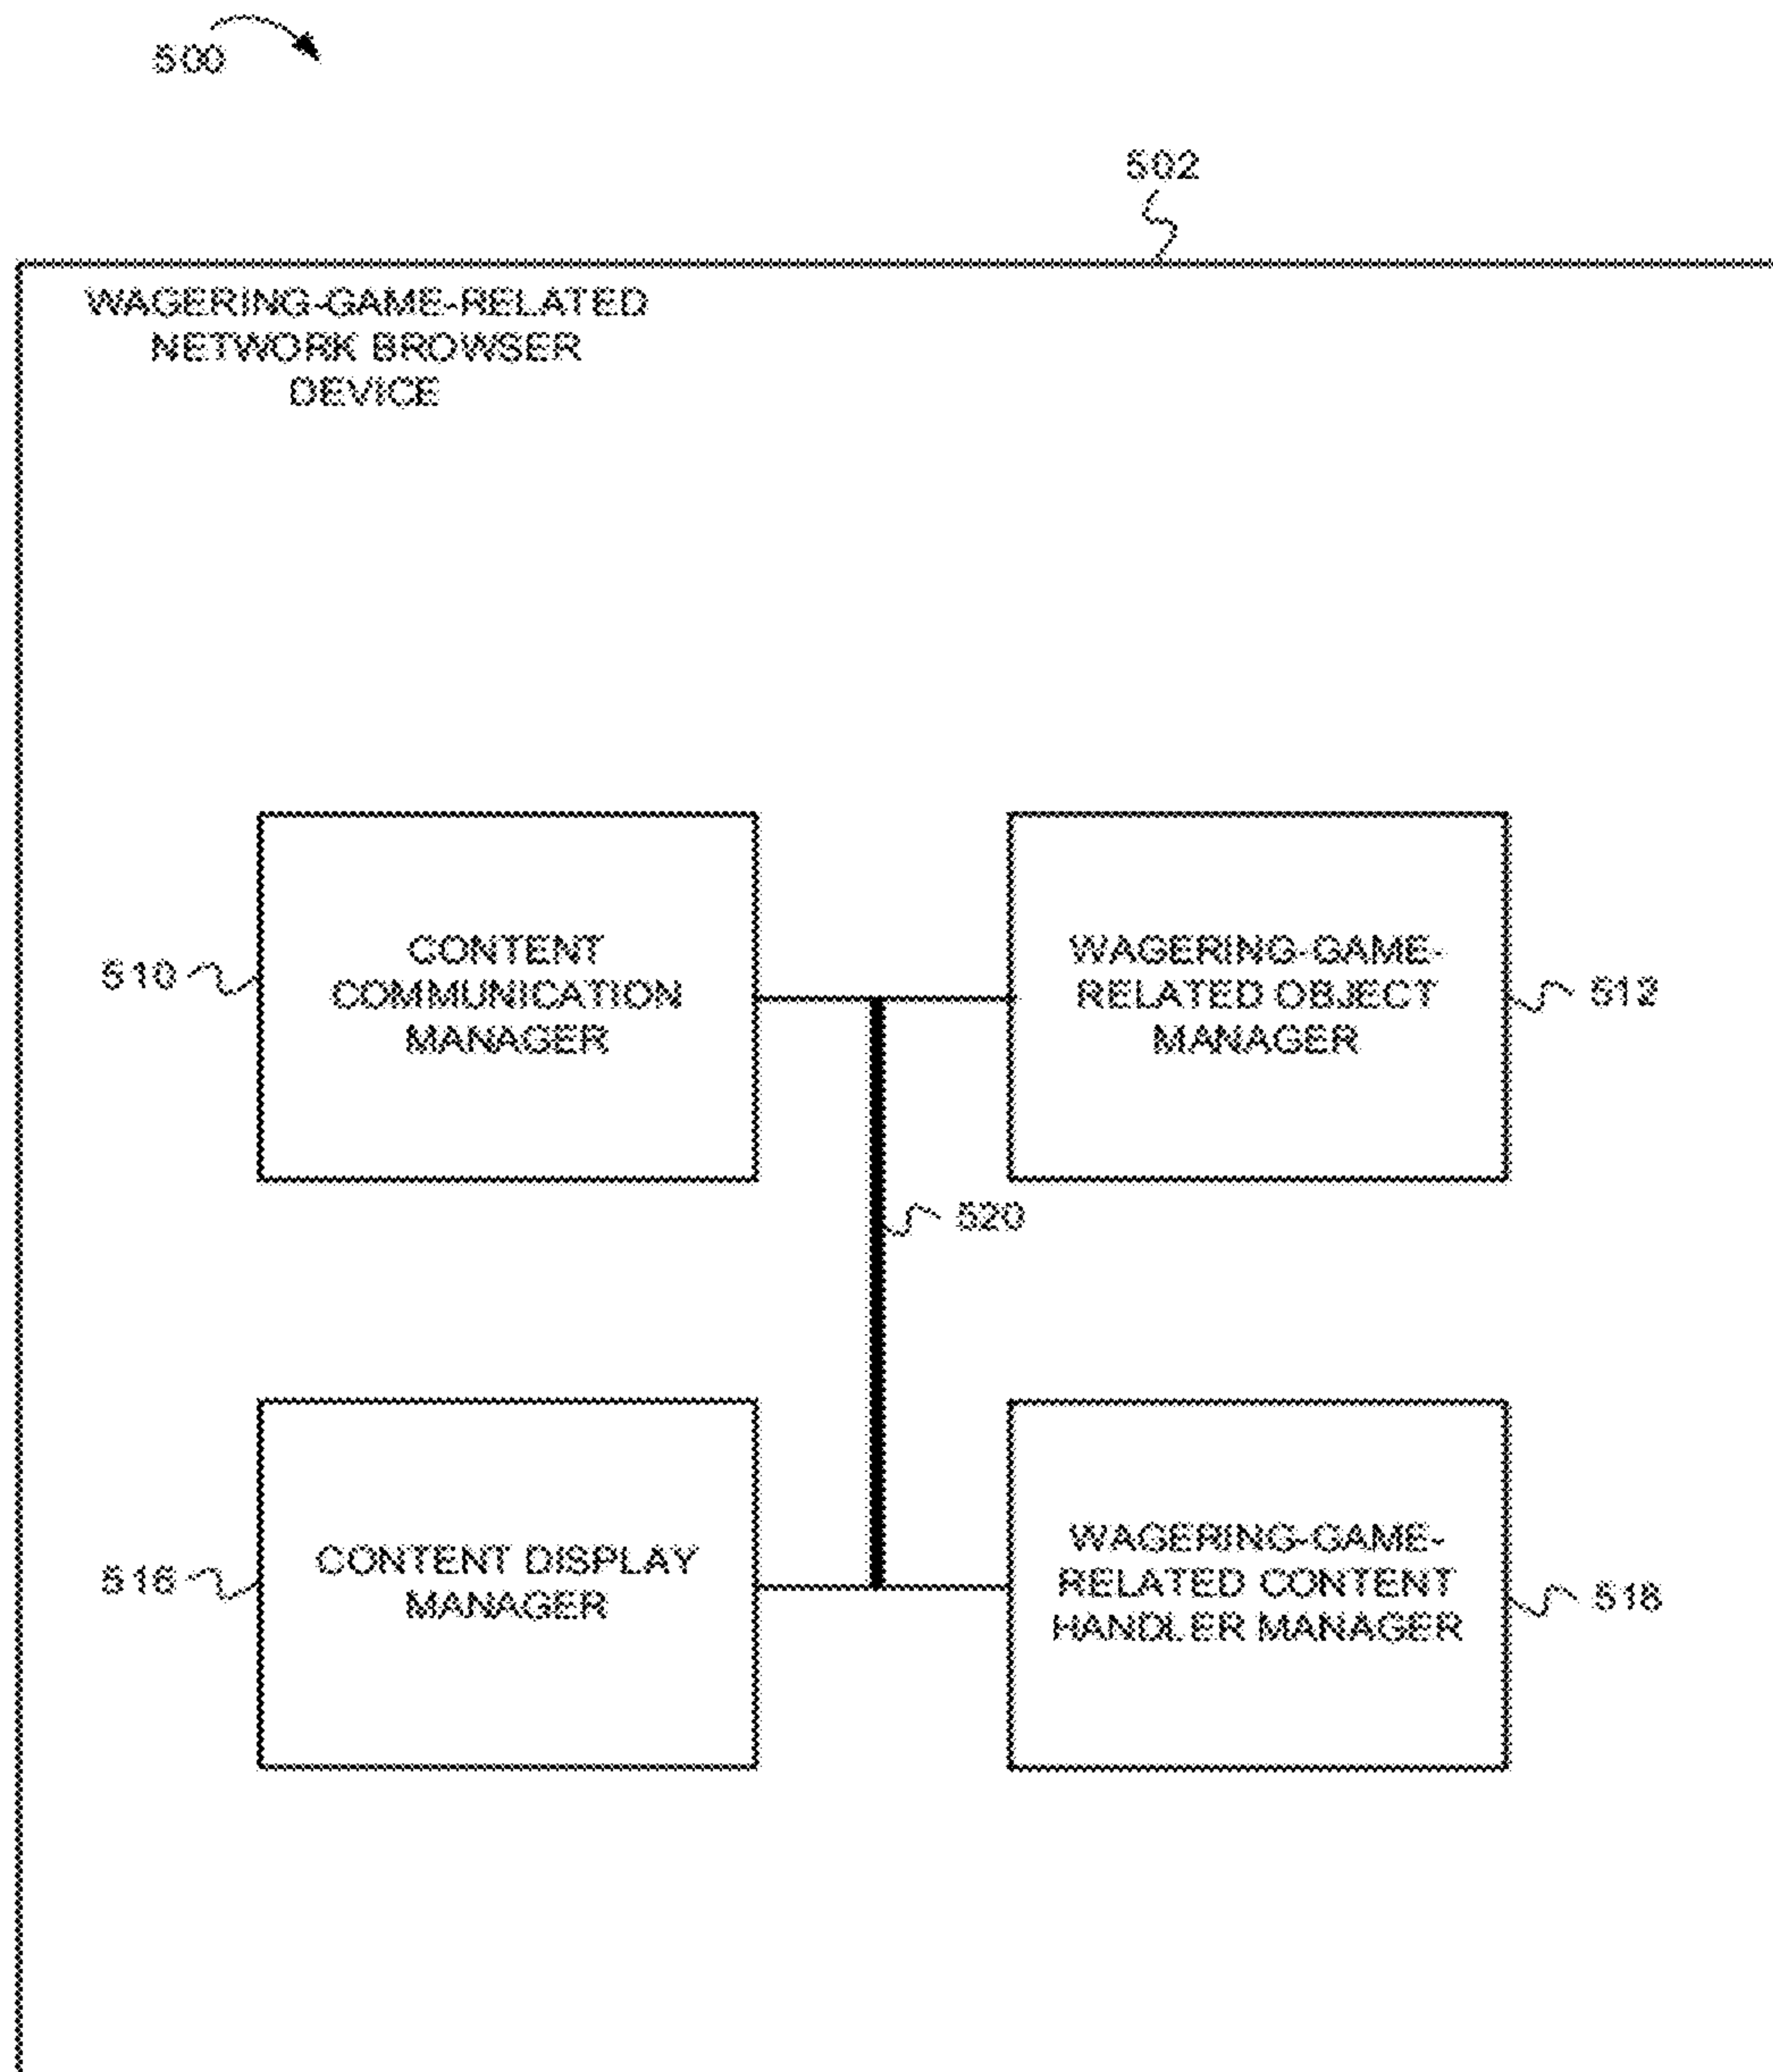 500
502
WAGERING-GAME-RELATED
NETWORK BROWSER
DEVICE
510
CONTENT
COMMUNICATION
MANAGER
WAGERING-GAME-
RELATED OBJECT
MANAGER
512
520
516
CONTENT DISPLAY
MANAGER
WAGERING-GAME-
RELATED CONTENT
HANDLER MANAGER
518